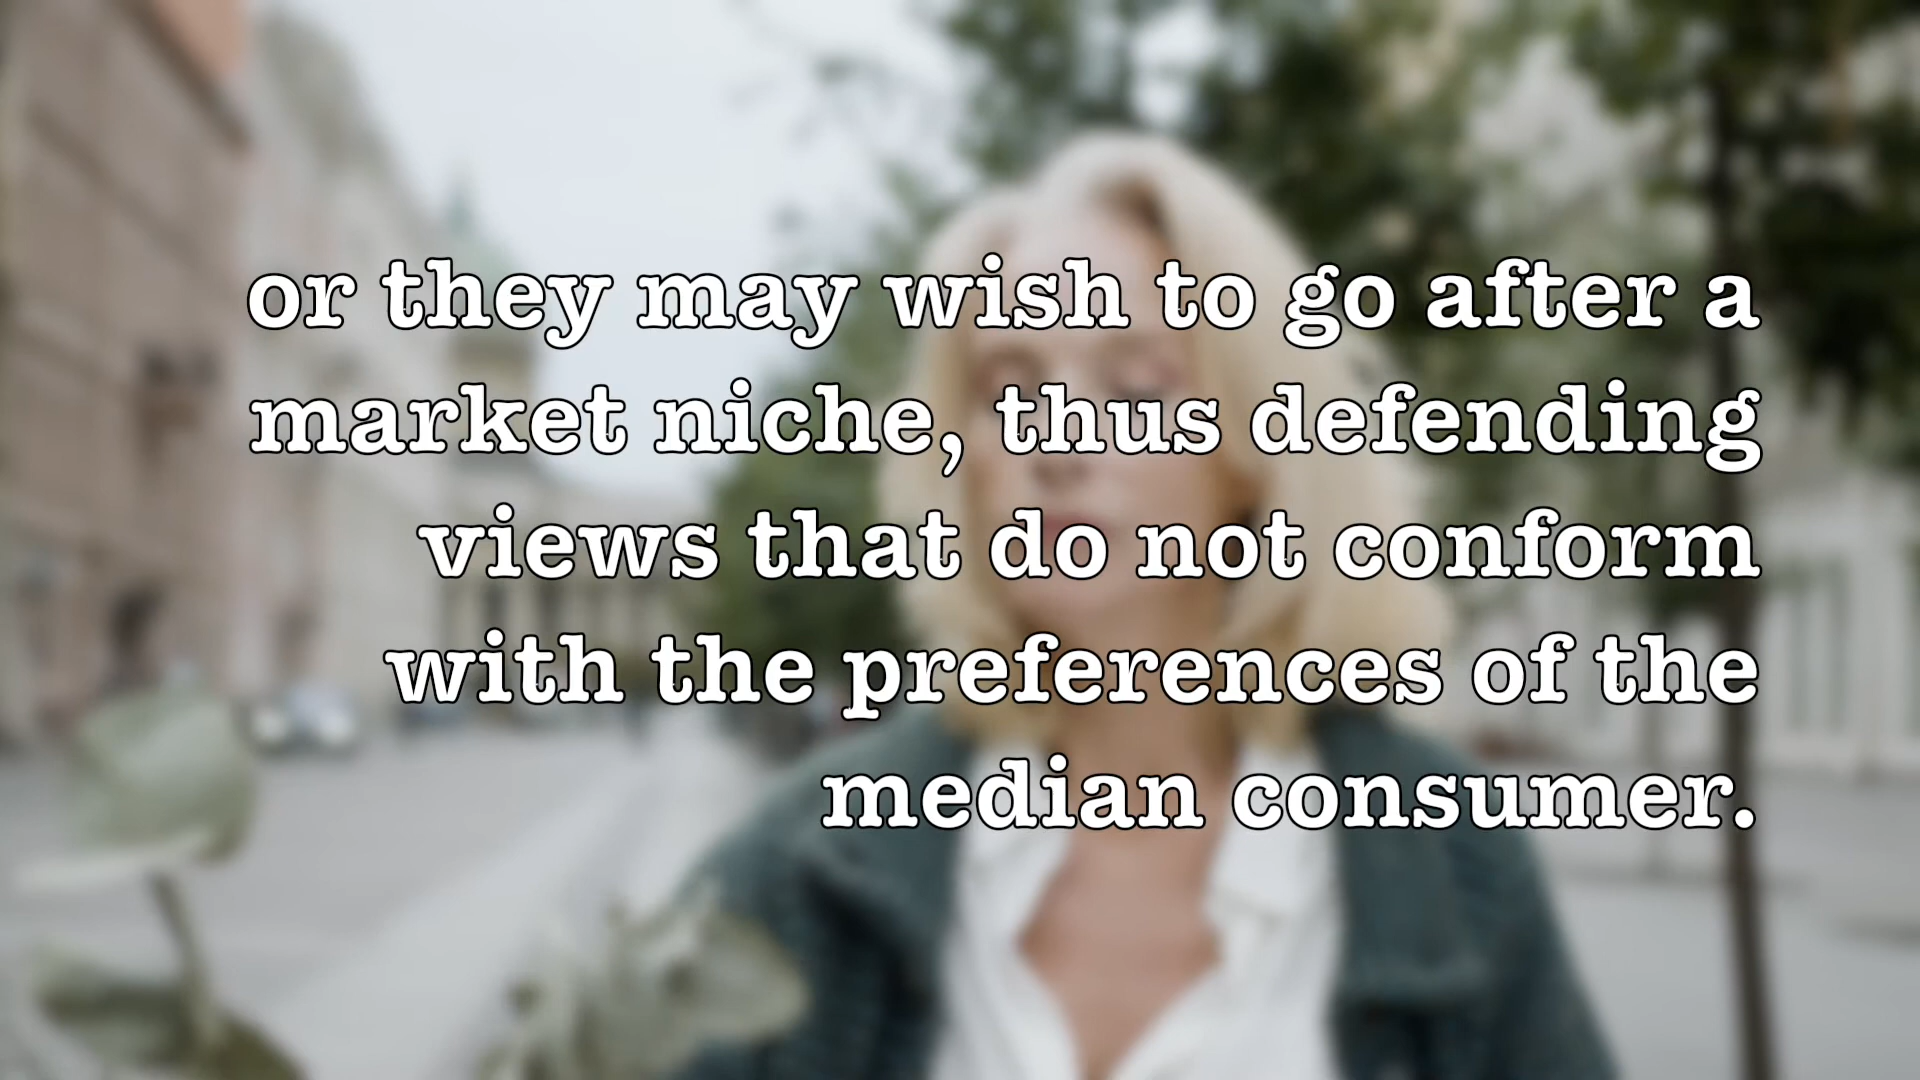 or they may wish to go after a
market niche, thus defending
views that do not conform
with the preferences of the
median consumer.